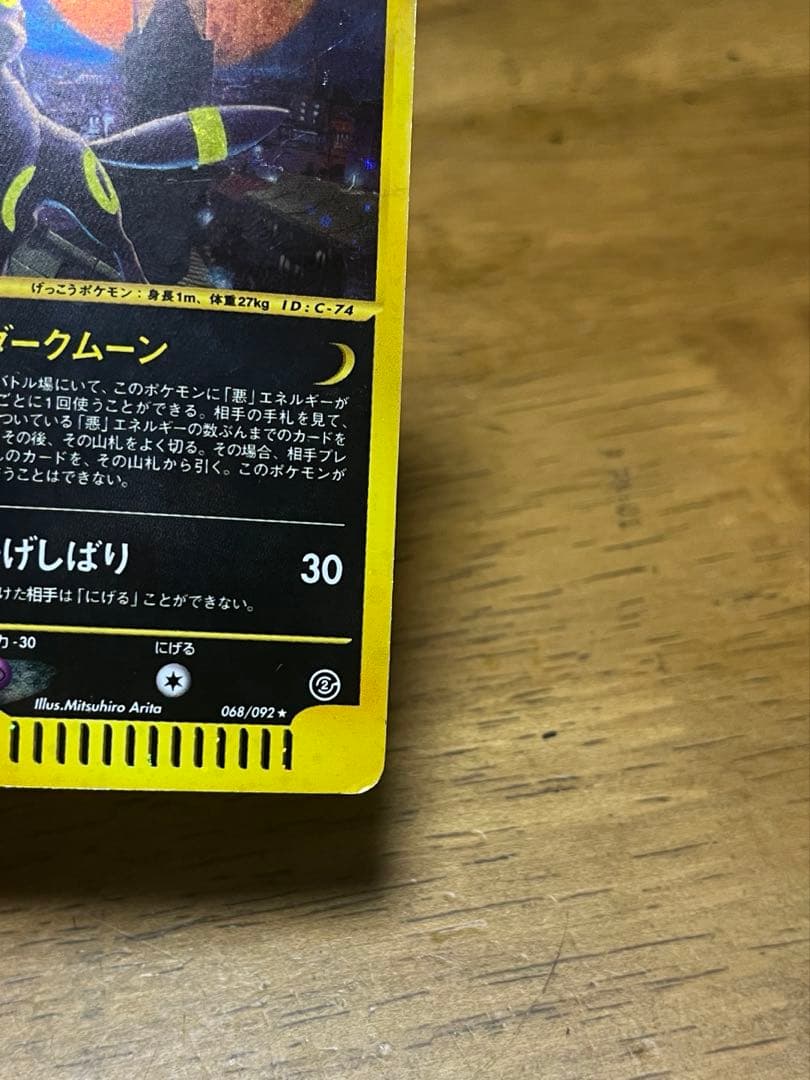 げっこうポケモン：身長1m、体重27kg ID:C-74
ダークムーン
バトル場にいて、このポケモンに「悪」エネルギーが
ごとに1回使うことができる。相手の手札を見て、
ついている「悪」エネルギーの数ぶんまでのカードを
その後、その山札をよく切る。その場合、相手プレ
しのカードを、その山札から引く。このポケモンが
うことはできない。
げしばり 30
けた相手は「にげる」ことができない。
力-30 にげる
Illus.Mitsuhiro Arita 068/092★ 2